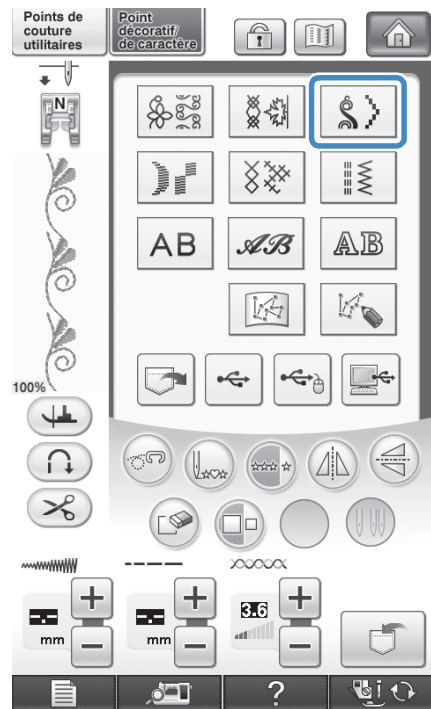 Points de
couture
utilitaires
Point
décoratif/
de caractère
N
AB
AB
AB
100%
3.6
mm
mm
?